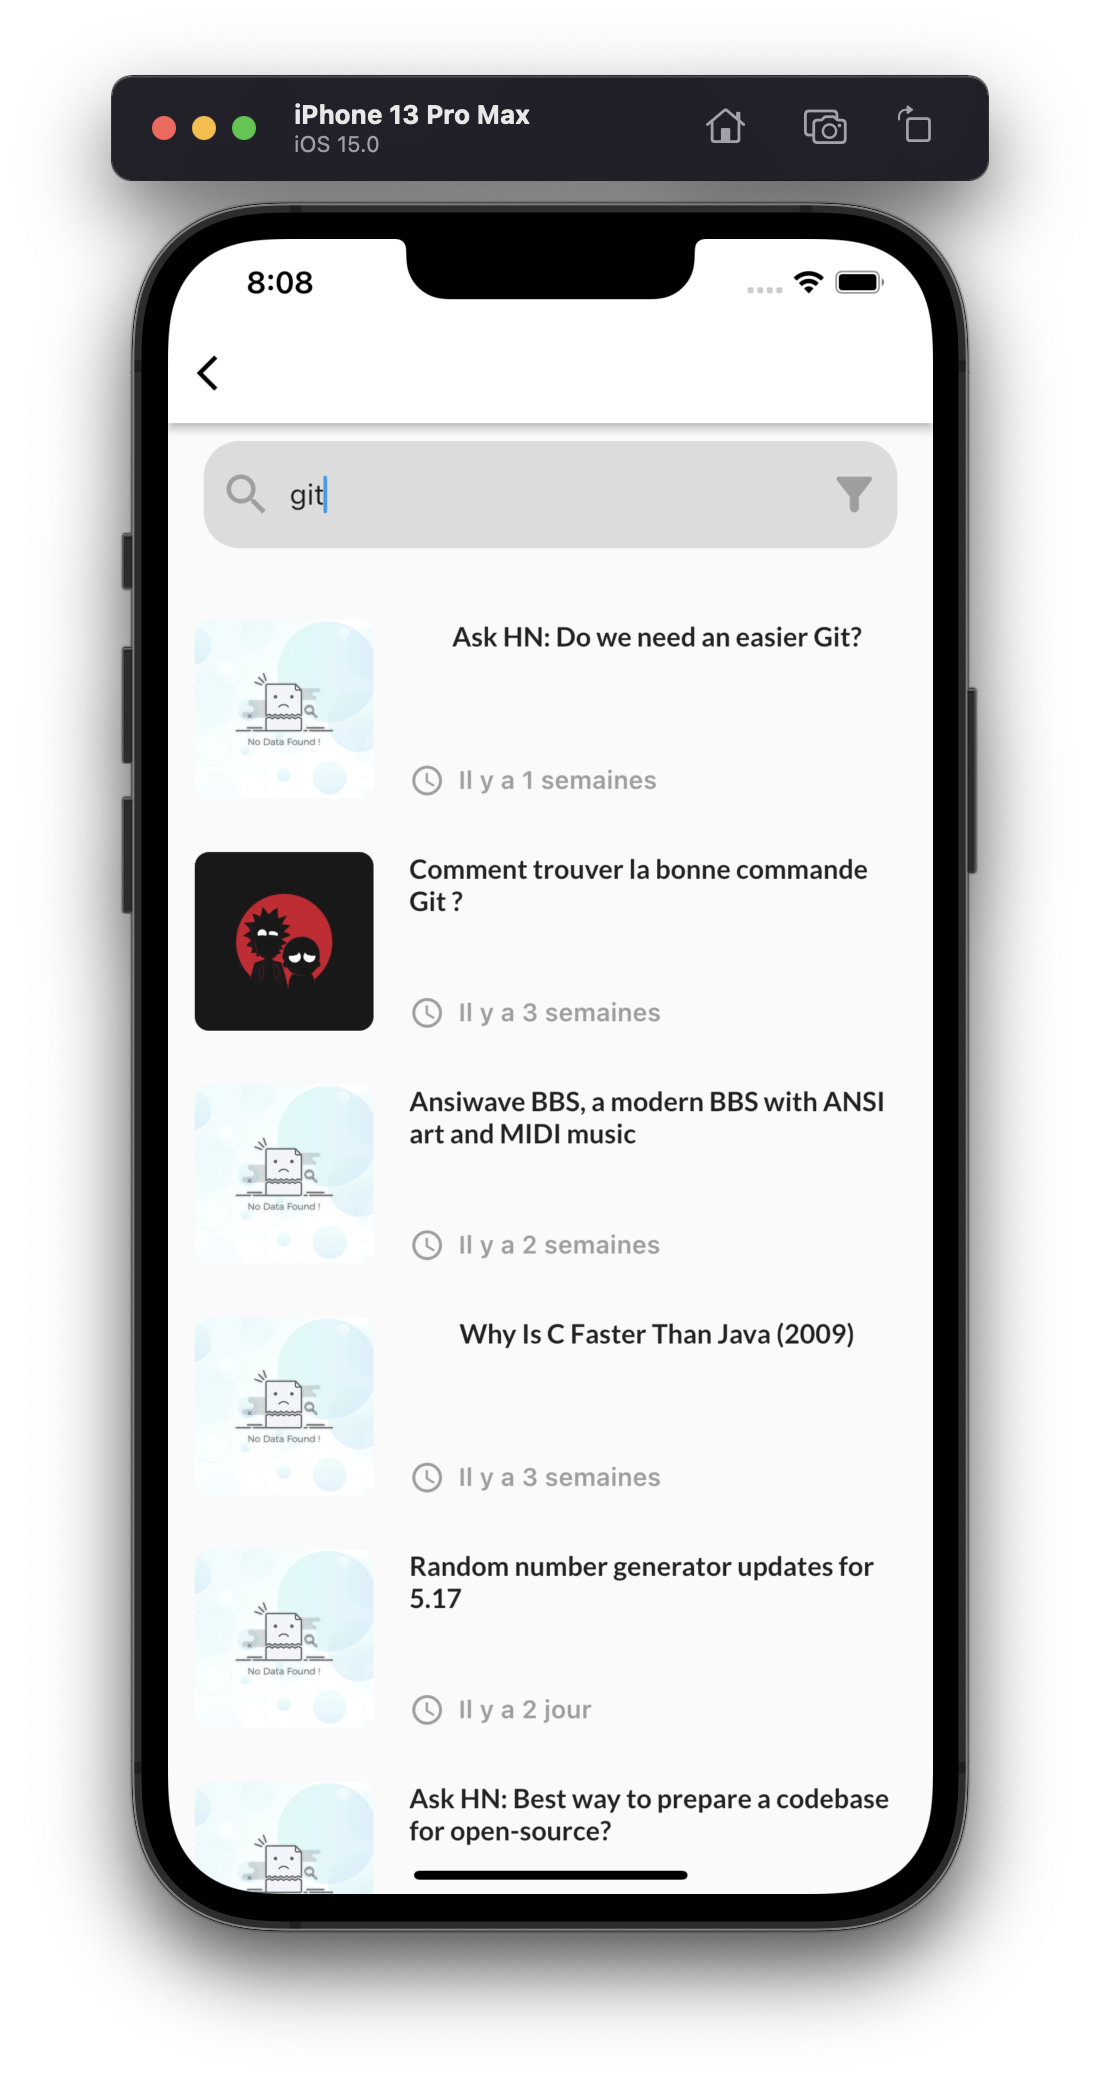 iPhone 13 Pro Max
iOS 15.0
8:08
git
Ask HN: Do we need an easier Git?
No Data Found !
Il y a 1 semaines
Comment trouver la bonne commande
Git ?
Il y a 3 semaines
Ansiwave BBS, a modern BBS with ANSI
art and MIDI music
No Data Found !
Il y a 2 semaines
Why Is C Faster Than Java (2009)
No Data Found !
Il y a 3 semaines
Random number generator updates for
5.17
No Data Found !
Il y a 2 jour
Ask HN: Best way to prepare a codebase
for open-source?